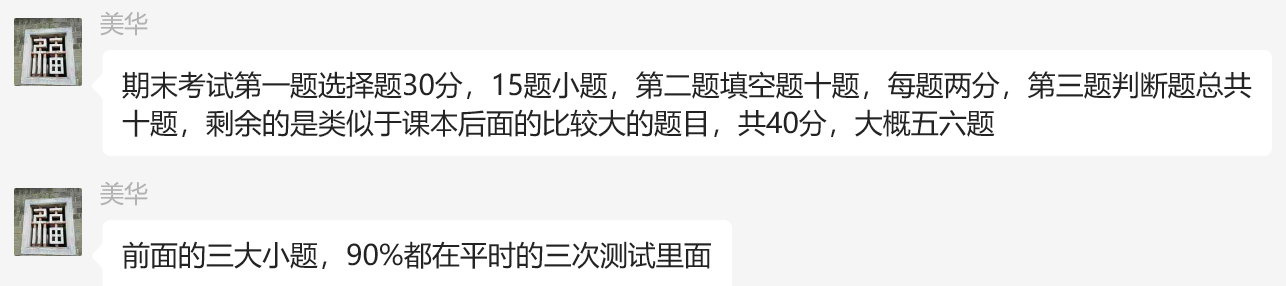 美华
期末考试第一题选择题30分，15题小题，第二题填空题十题，每题两分，第三题判断题总共
十题，剩余的是类似于课本后面的比较大的题目，共40分，大概五六题
美华
前面的三大小题，90%都在平时的三次测试里面